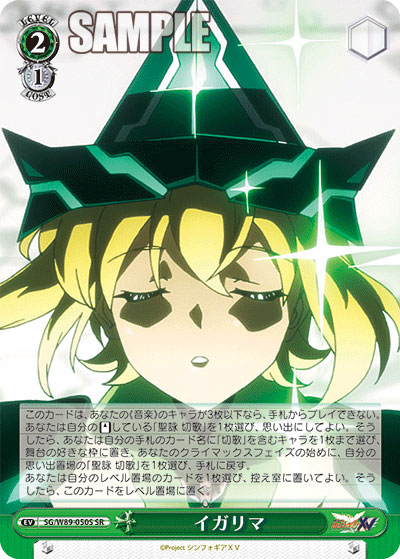 LEVEL
2
SAMPLE
1
COST
このカードは、あなたの《音楽》のキャラが3枚以下なら、手札からプレイできない。
あなたは自分の【】している「聖詠 切歌」を1枚選び、思い出にしてよい。そう
したら、あなたは自分の手札のカード名に「切歌」を含むキャラを1枚まで選び、
舞台の好きな枠に置き、あなたのクライマックスフェイズの始めに、自分の
思い出置場の「聖詠 切歌」を1枚選び、手札に戻す。
あなたは自分のレベル置場のカードを1枚選び、控え室に置いてよい。そう
したら、このカードをレベル置場に置く。
EV SG/W89-050S SR
イガリマ
XV
©Project シンフォギアＸＶ